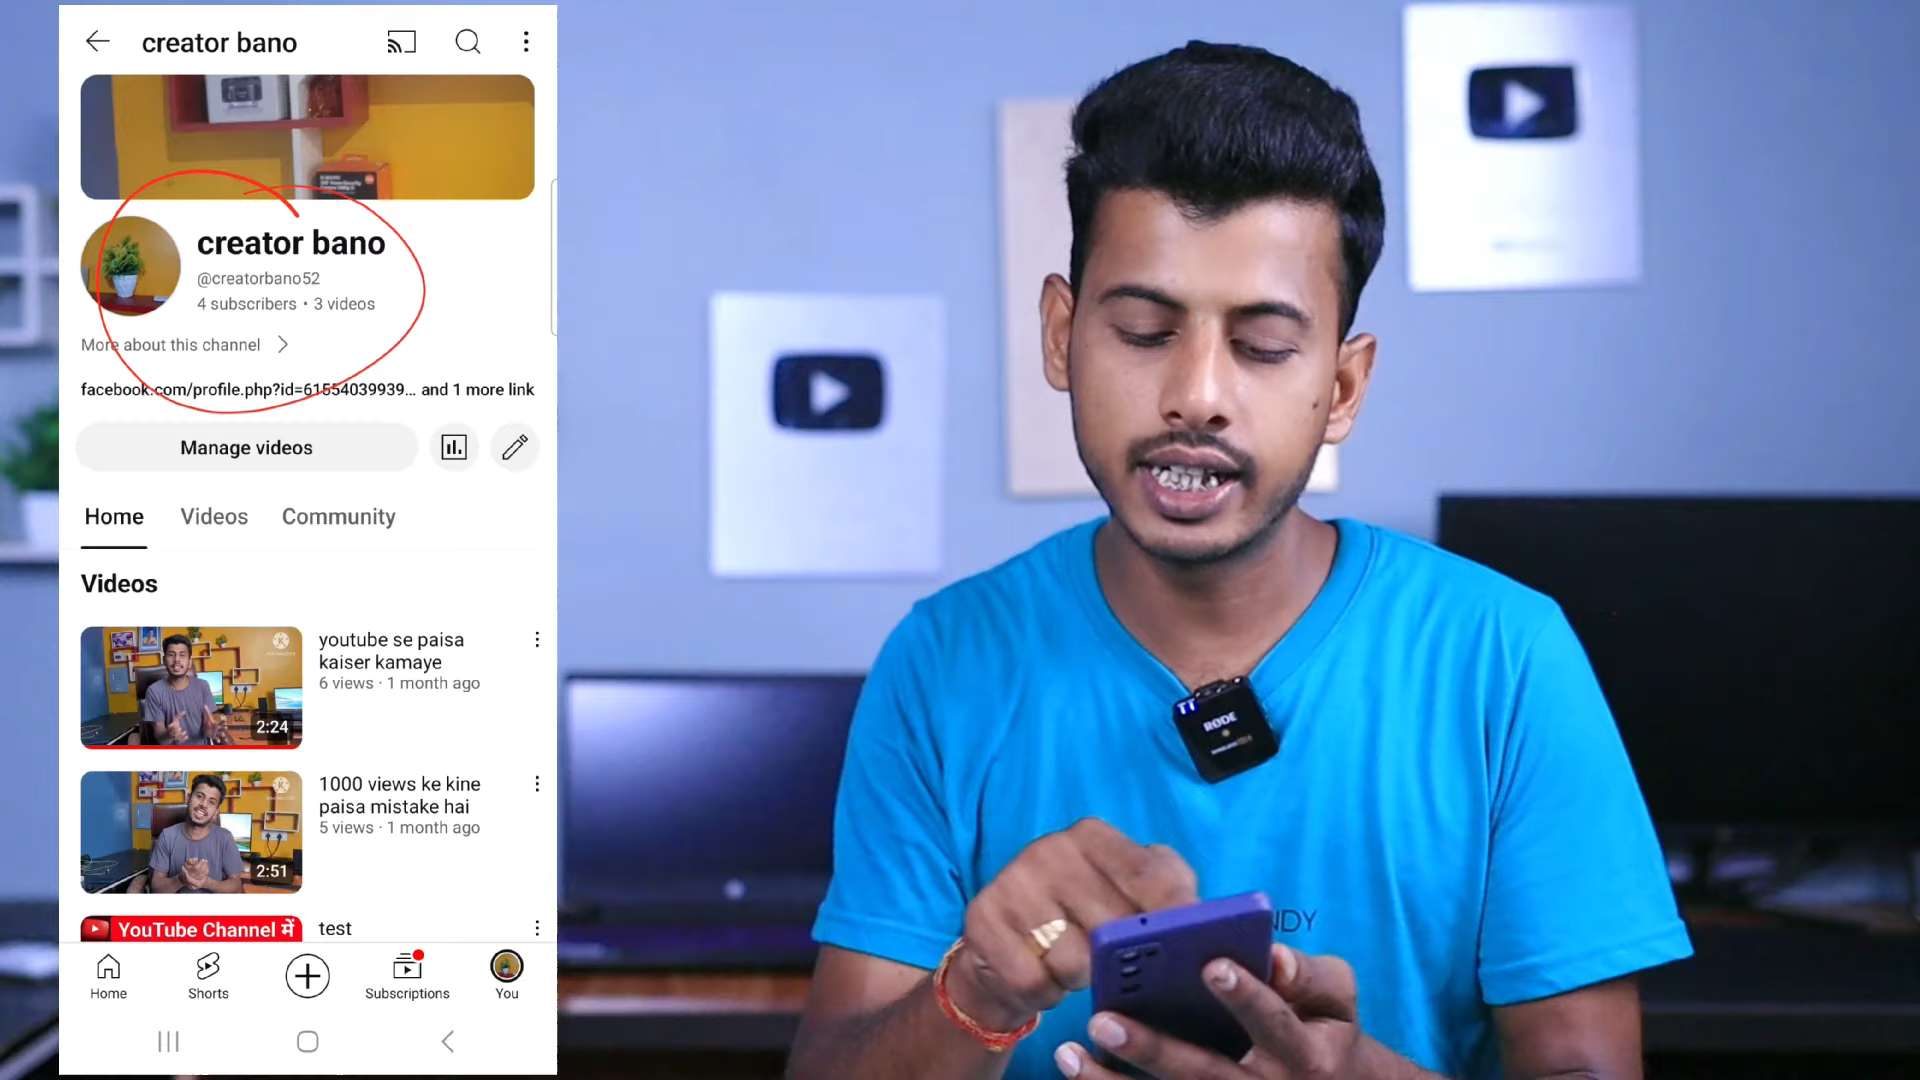 creator bano
creator bano
@creatorbano52
4 subscribers • 3 videos
More about this channel
facebook.com/profile.php?id=61554039939... and 1 more link
Manage videos
Home Videos Community
Videos
youtube se paisa
kaiser kamaye
6 views · 1 month ago
2:24
1000 views ke kine
paisa mistake hai
5 views · 1 month ago
2:51
YouTube Channel में
test
Home Shorts Subscriptions You
RØDE
NDY